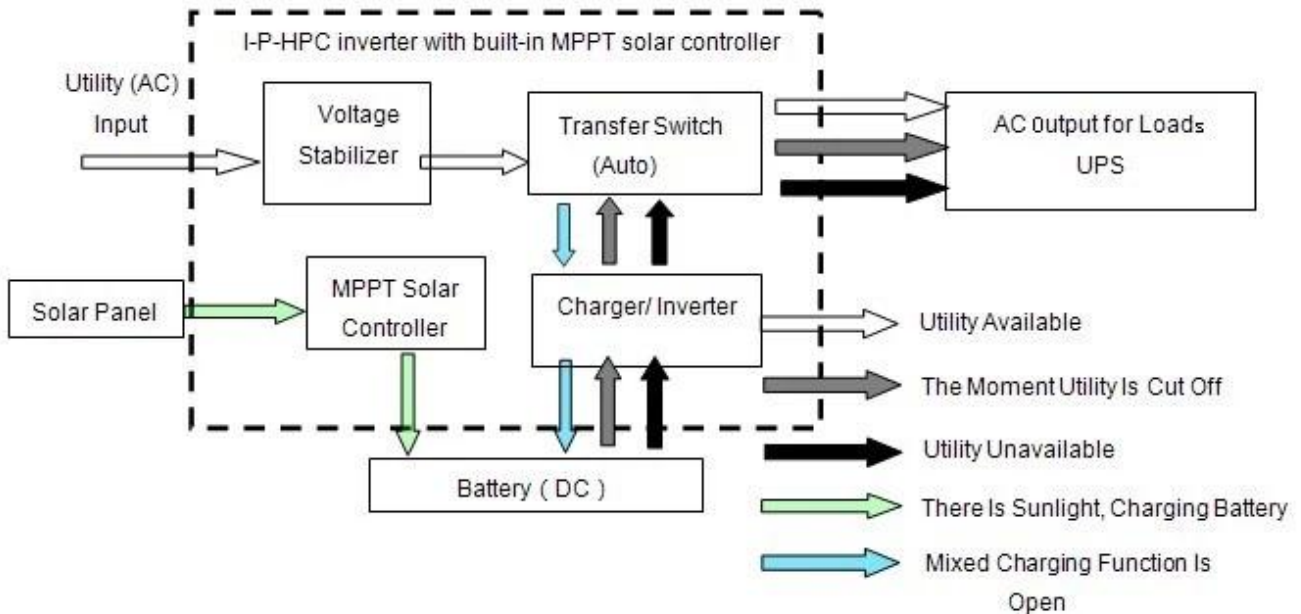 I-P-HPC inverter with built-in MPPT solar controller
Utility (AC)
Input
Voltage
Stabilizer
Transfer Switch
(Auto)
AC Output for Loads
UPS
Solar Panel
MPPT Solar
Controller
Charger/ Inverter
Battery ( DC )
Utility Available
The Moment Utility Is Cut Off
Utility Unavailable
There Is Sunlight, Charging Battery
Mixed Charging Function Is
Open